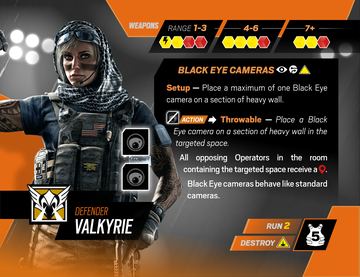 WEAPONS RANGE 1-3 4-6 7+
BLACK EYE CAMERAS
Setup – Place a maximum of one Black Eye
camera on a section of heavy wall.
ACTION Throwable – Place a Black
Eye camera on a section of heavy wall in the
targeted space.
All opposing Operators in the room
containing the targeted space receive a
Black Eye cameras behave like standard
cameras.
DEFENDER
VALKYRIE
RUN 2
DESTROY
5